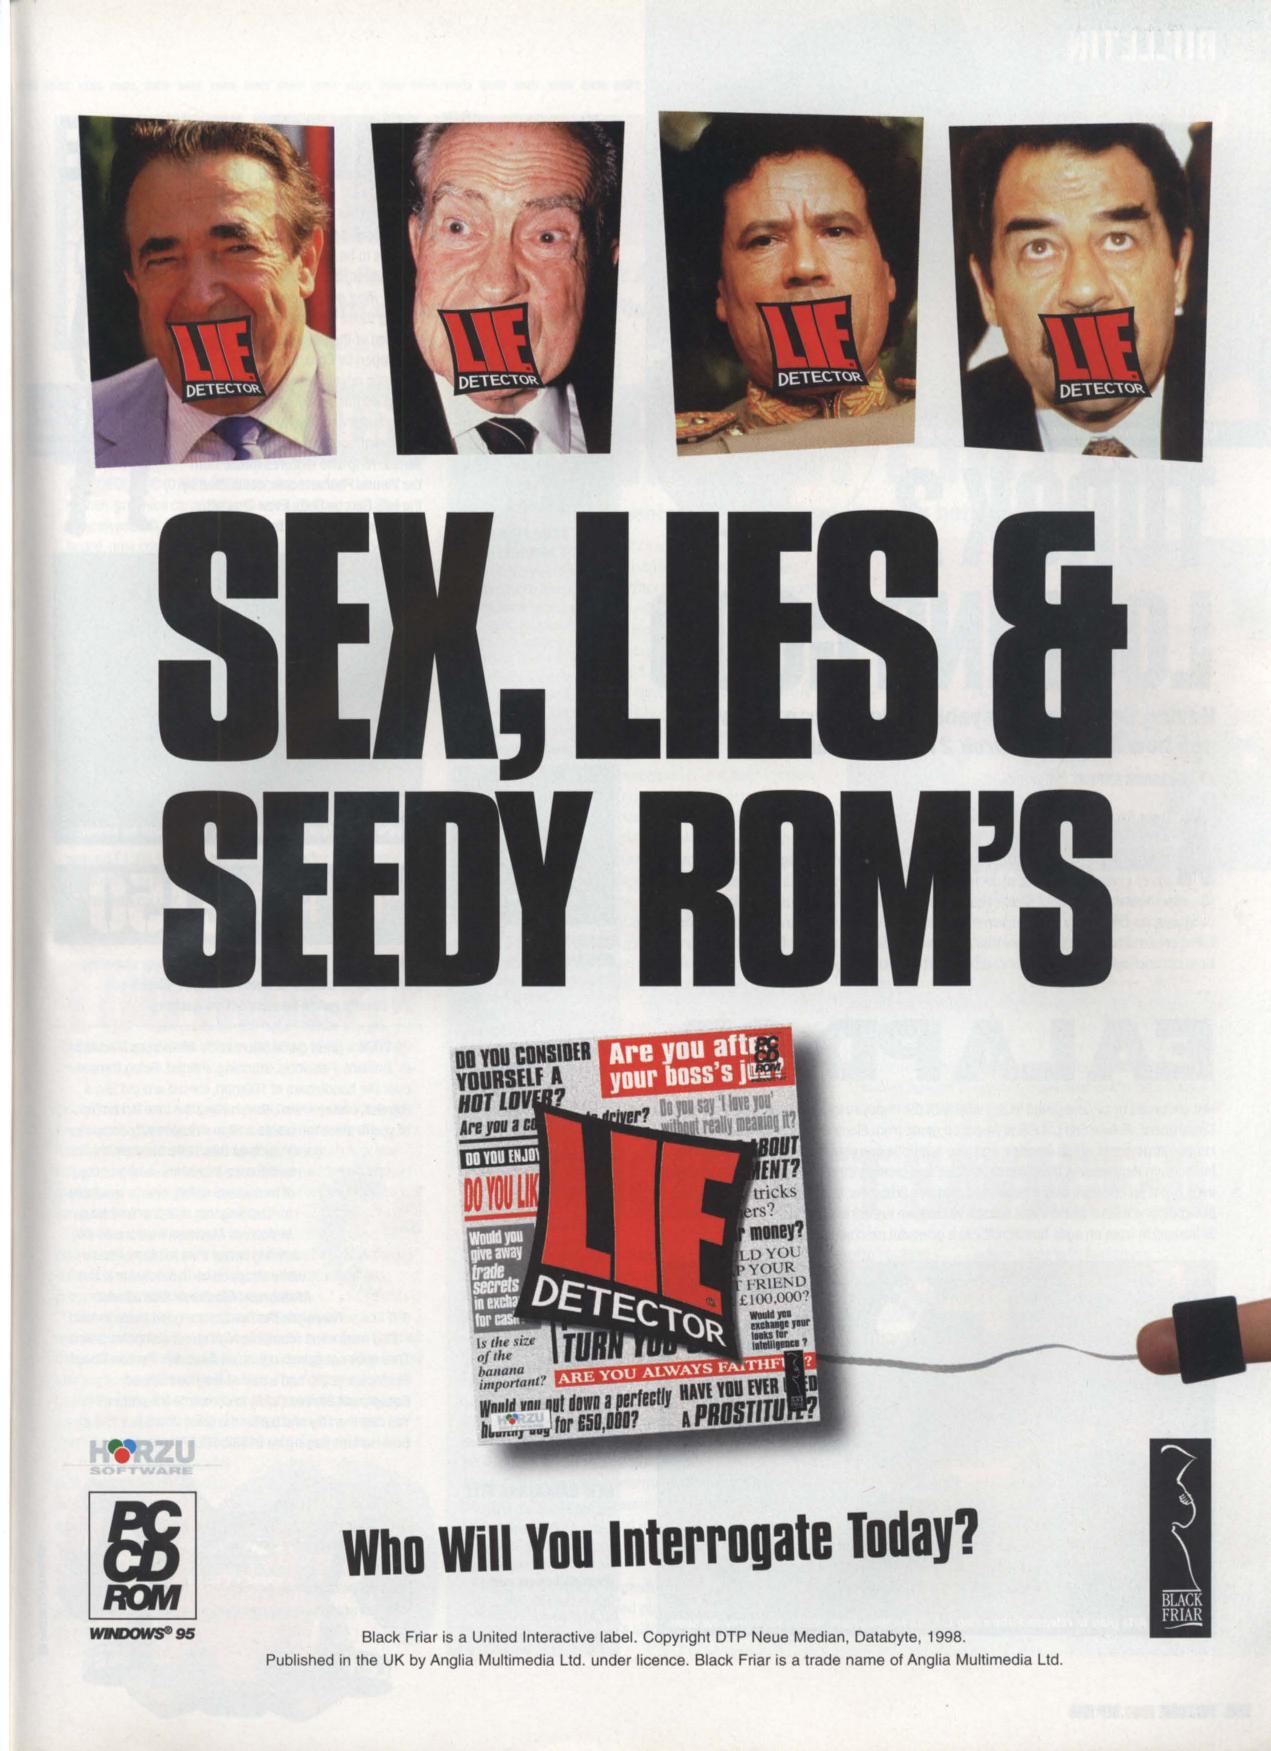 LIE
DETECTOR
LIE
DETECTOR
LIE
DETECTOR
LIE
DETECTOR
SEX, LIES &
SEEDY ROM'S
DO YOU CONSIDER
YOURSELF A
HOT LOVER?
Are you after
your boss's
PC
CD
ROM
Are you a
driver?
Do you say 'I love you'
without really meaning it?
DO YOU ENJOY
ABOUT
DO YOU LIK
tricks
money?
Would you
give away
trade
secrets
in excha
for cash
LIE
DETECTOR
YOUR
FRIEND
£100,000?
Would you
exchange your
looks for
intelligence ?
Is the size
of the
banana
important?
TURN YOU
ARE YOU ALWAYS FAITHFUL?
Would you put down a perfectly
healthy dog for £50,000?
HAVE YOU EVER
A PROSTITUTE?
HÖRZU
HÖRZU
SOFTWARE
PC
CD
ROM
WINDOWS® 95
Who Will You Interrogate Today?
BLACK
FRIAR
Black Friar is a United Interactive label. Copyright DTP Neue Median, Databyte, 1998.
Published in the UK by Anglia Multimedia Ltd. under licence. Black Friar is a trade name of Anglia Multimedia Ltd.